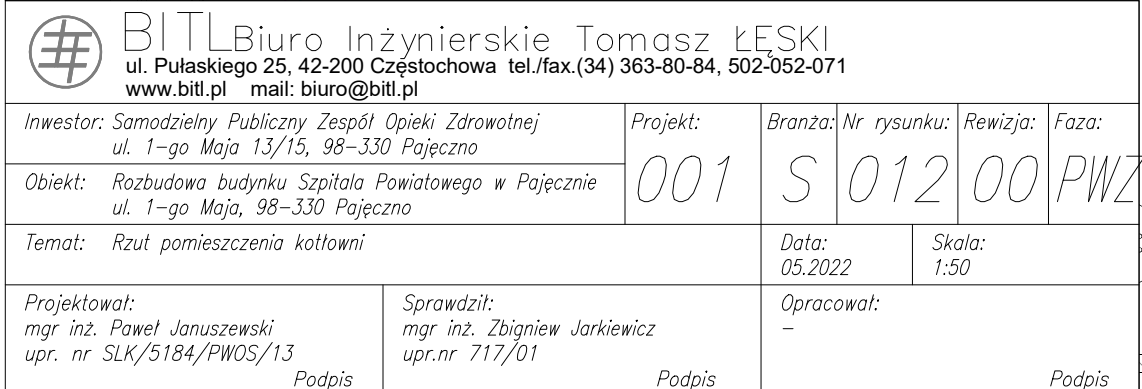 BITL Biuro Inżynierskie Tomasz ŁĘSKI
ul. Pułaskiego 25, 42-200 Częstochowa tel./fax.(34) 363-80-84, 502-052-071
www.bitl.pl mail: biuro@bitl.pl
Inwestor: Samodzielny Publiczny Zespół Opieki Zdrowotnej
ul. 1-go Maja 13/15, 98-330 Pajęczno
Obiekt: Rozbudowa budynku Szpitala Powiatowego w Pajęcznie
ul. 1-go Maja, 98-330 Pajęczno
Projekt: Branża: Nr rysunku: Rewizja: Faza:
001 S 012 00 PWZ
Temat: Rzut pomieszczenia kotłowni
Data:
05.2022
Skala:
1:50
Projektował:
mgr inż. Paweł Januszewski
upr. nr SLK/5184/PWOS/13
Podpis
Sprawdził:
mgr inż. Zbigniew Jarkiewicz
upr.nr 717/01
Podpis
Opracował:
-
Podpis